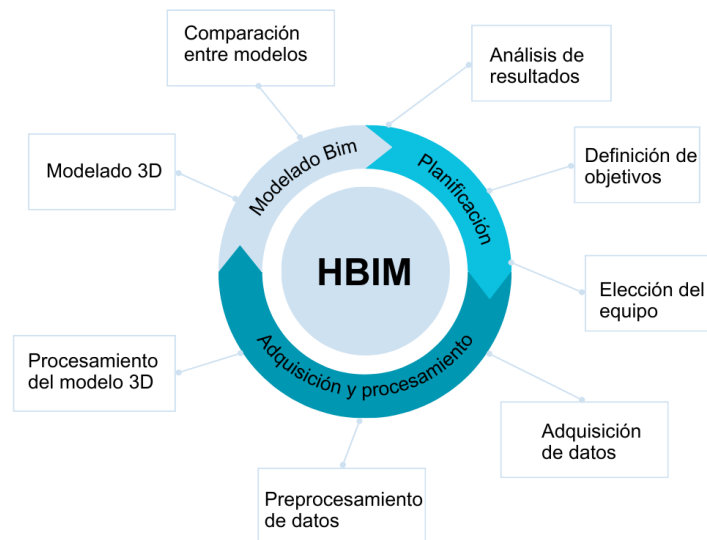 Comparación
entre modelos
Análisis de
resultados
Modelado 3D
Modelado Bim
Planificación
Definición de
objetivos
HBIM
Elección del
equipo
Procesamiento
del modelo 3D
Adquisición y procesamiento
Adquisición
de datos
Preprocesamiento
de datos